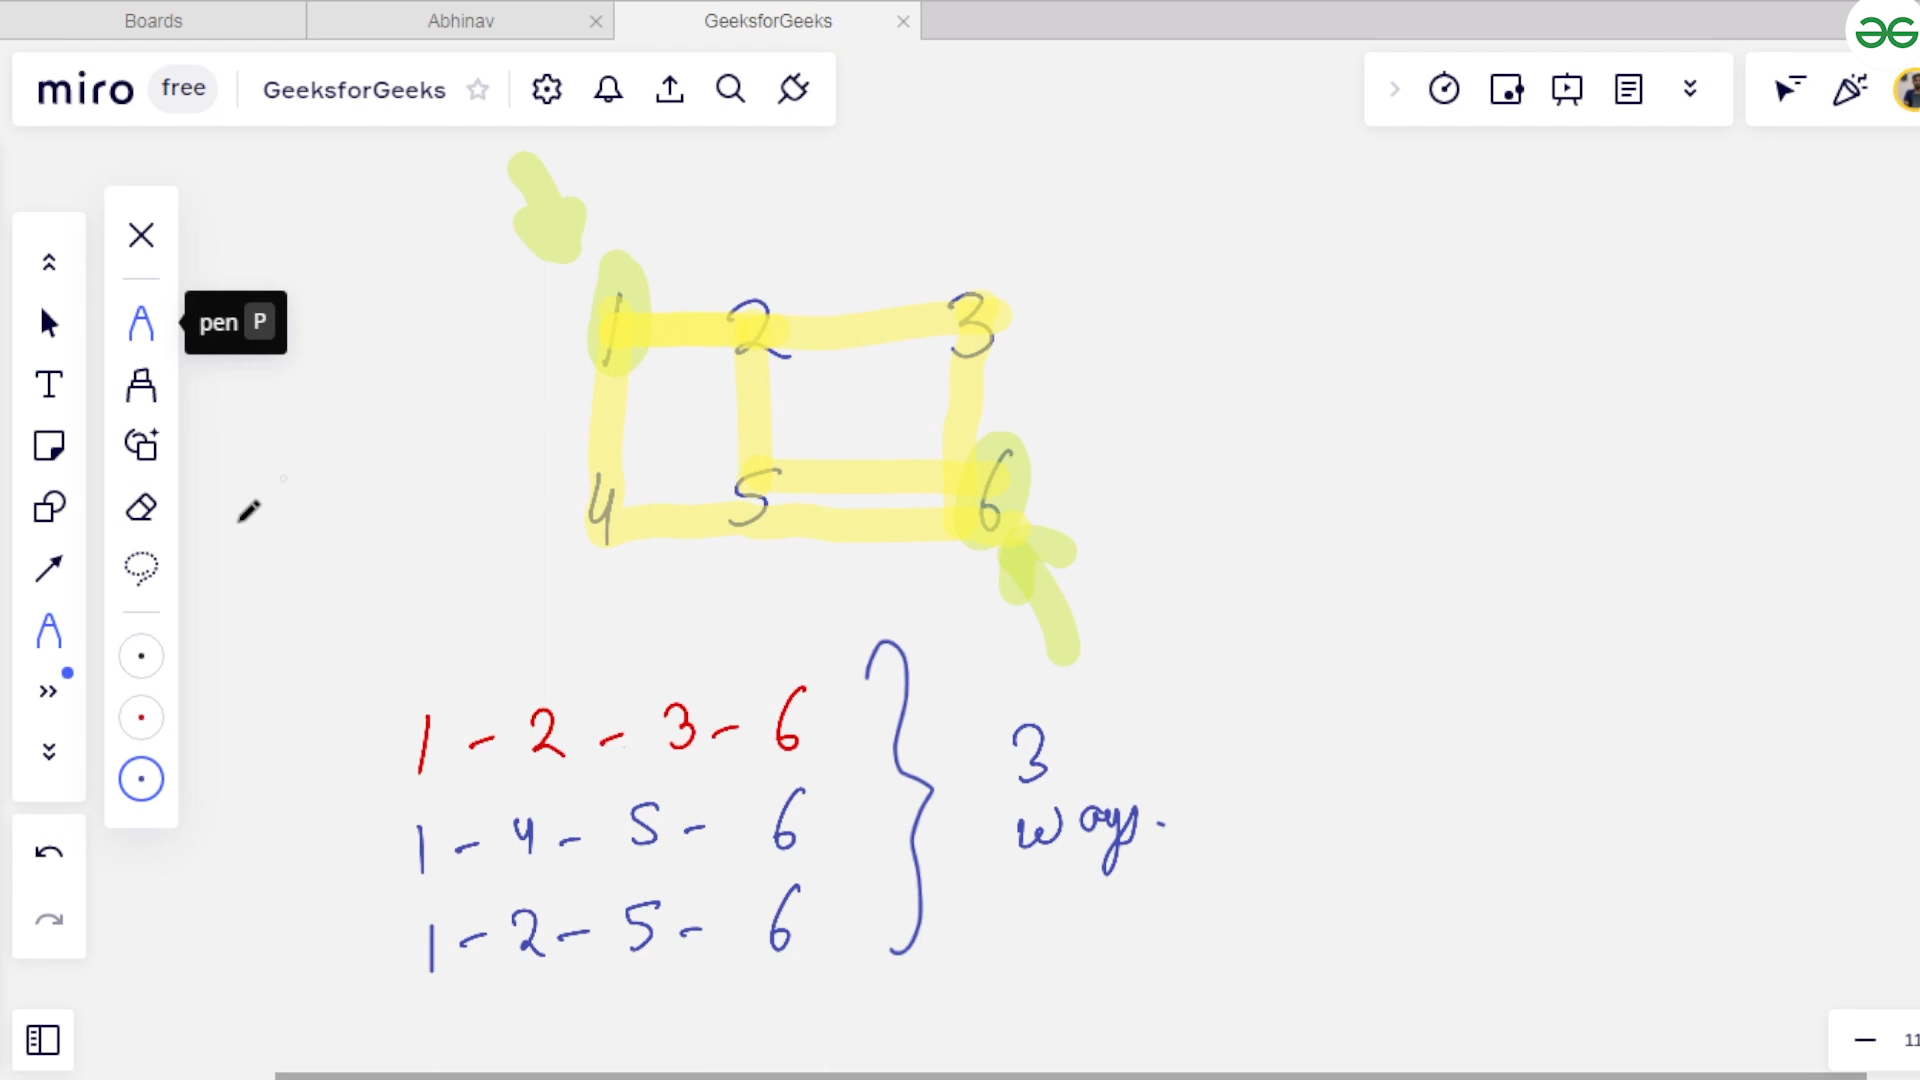 Boards Abhinav GeeksforGeeks
miro free GeeksforGeeks
pen P
1 2 3
4 5 6
1 - 2 - 3 - 6
1 - 4 - 5 - 6
1 - 2 - 5 - 6
3
ways.
11